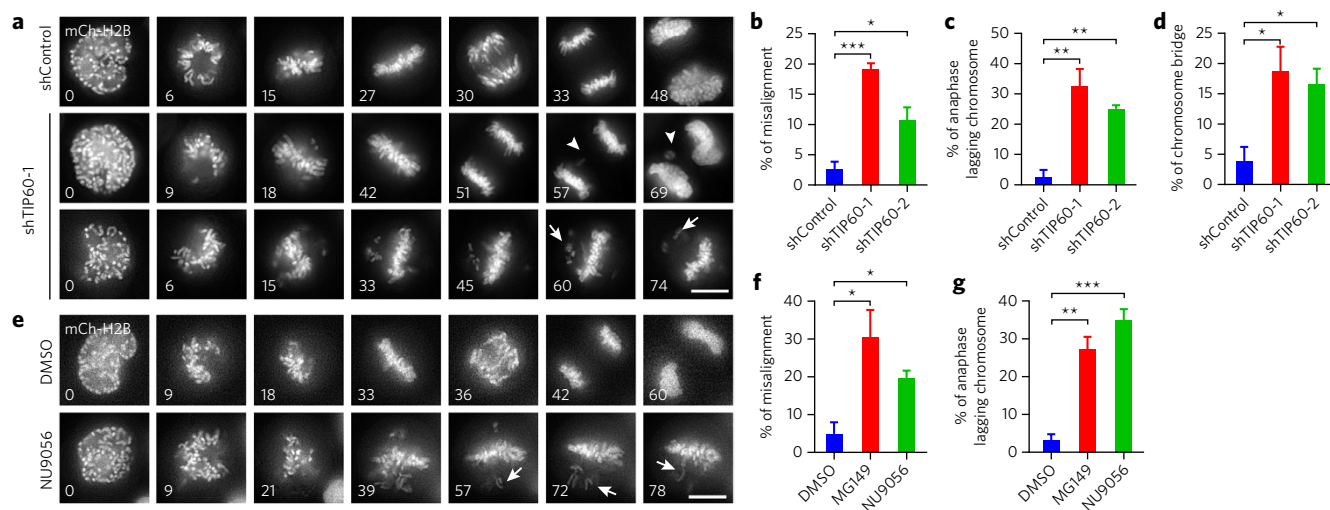 a
shControl
mCh-H2B
0 6 15 27 30 33 48
shTIP60-1
0 9 18 42 51 57 69
0 6 15 33 45 60 74
b
% of misalignment
25
20
15
10
5
0
***
*
shControl
shTIP60-1
shTIP60-2
c
% of anaphase
lagging chromosome
50
40
30
20
10
0
**
**
shControl
shTIP60-1
shTIP60-2
d
% of chromosome bridge
25
20
15
10
5
0
*
*
shControl
shTIP60-1
shTIP60-2
e
DMSO
mCh-H2B
0 9 18 33 36 42 60
NU9056
0 9 21 39 57 72 78
f
% of misalignment
40
30
20
10
0
*
*
DMSO
MG149
NU9056
g
% of anaphase
lagging chromosome
40
30
20
10
0
***
**
DMSO
MG149
NU9056